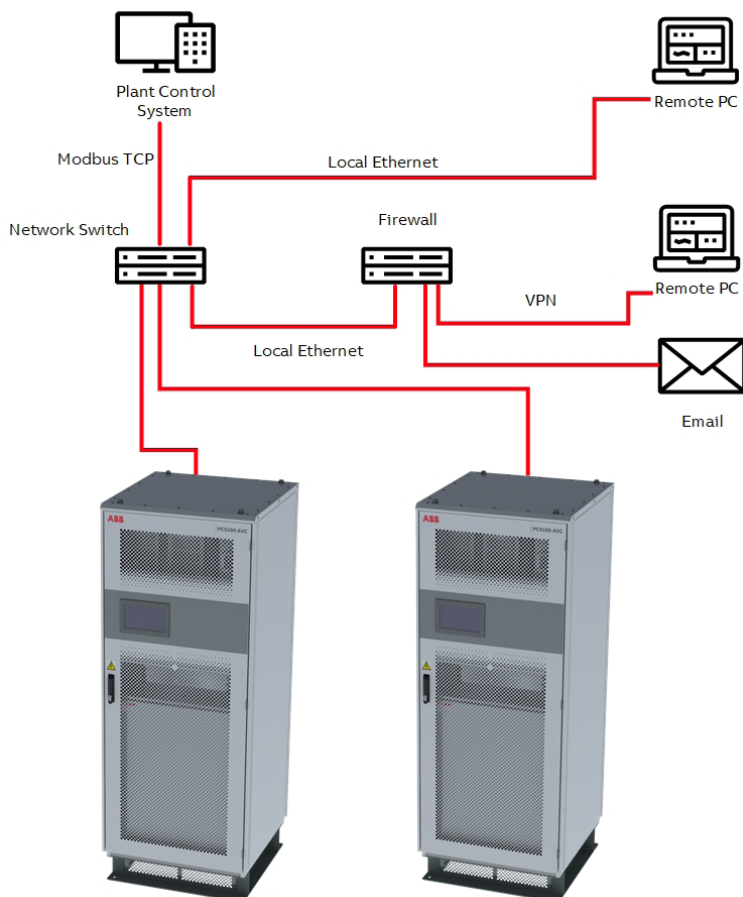 Plant Control
System
Remote PC
Modbus TCP
Local Ethernet
Network Switch
Firewall
Remote PC
VPN
Local Ethernet
Email
ABB
PCS100 AVC
ABB
PCS100 AVC